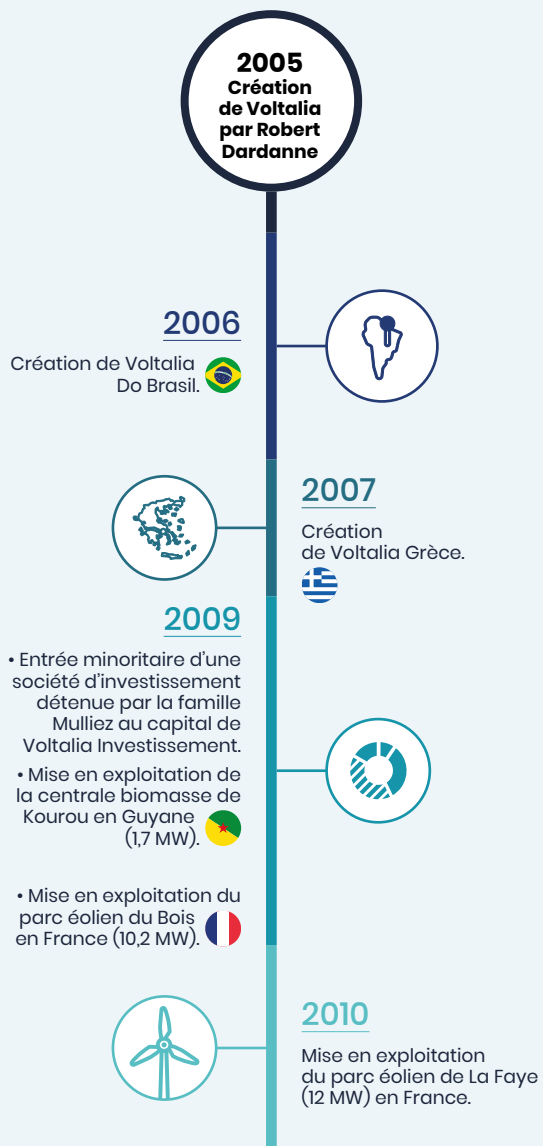 2005
Création
de Voltalia
par Robert
Dardanne
2006
Création de Voltalia
Do Brasil.
2007
Création
de Voltalia Grèce.
2009
• Entrée minoritaire d’une
société d’investissement
détenue par la famille
Mulliez au capital de
Voltalia Investissement.
• Mise en exploitation de
la centrale biomasse de
Kourou en Guyane
(1,7 MW).
• Mise en exploitation du
parc éolien du Bois
en France (10,2 MW).
2010
Mise en exploitation
du parc éolien de La Faye
(12 MW) en France.